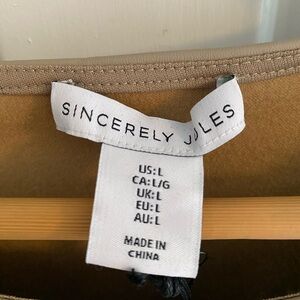 SINCERELY JULES
US:L
CA:L/G
UK:L
EU:L
AU:L
MADE IN
CHINA